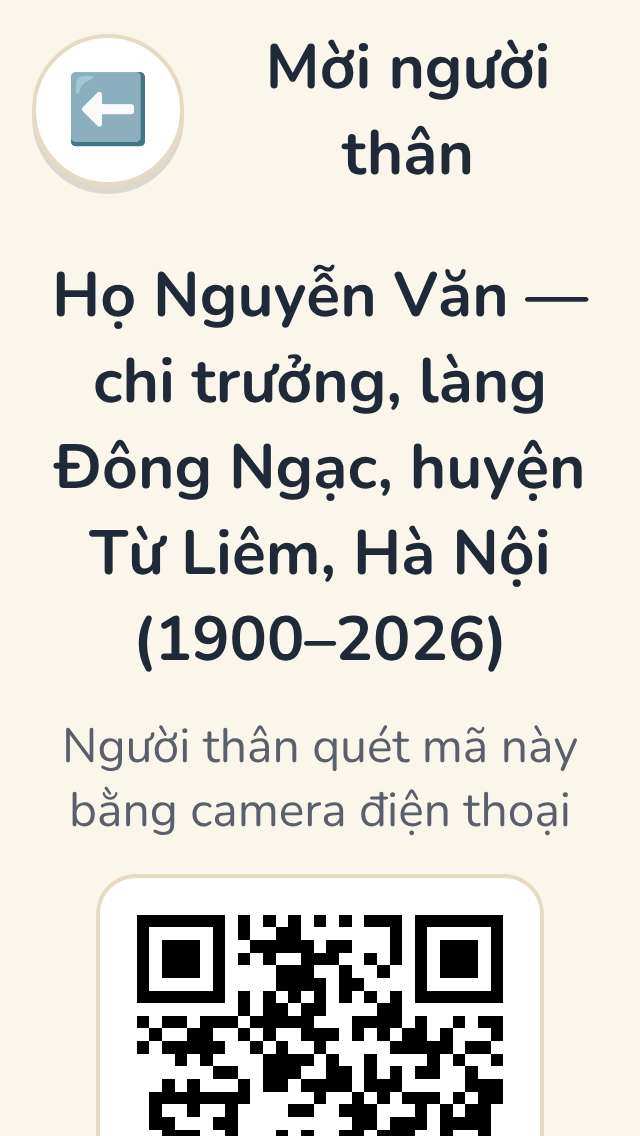 Mời người
thân
Họ Nguyễn Văn —
chi trưởng, làng
Đông Ngạc, huyện
Từ Liêm, Hà Nội
(1900–2026)
Người thân quét mã này
bằng camera điện thoại